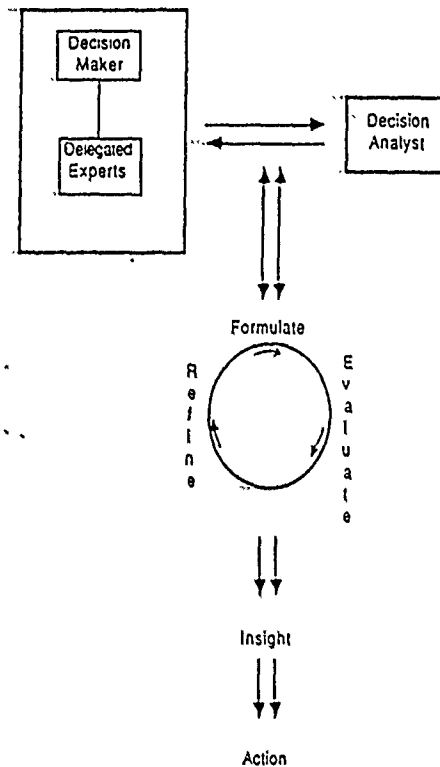 Decision
Maker
Delegated
Experts
Decision
Analyst
Formulate
Refine
Evaluate
Insight
Action